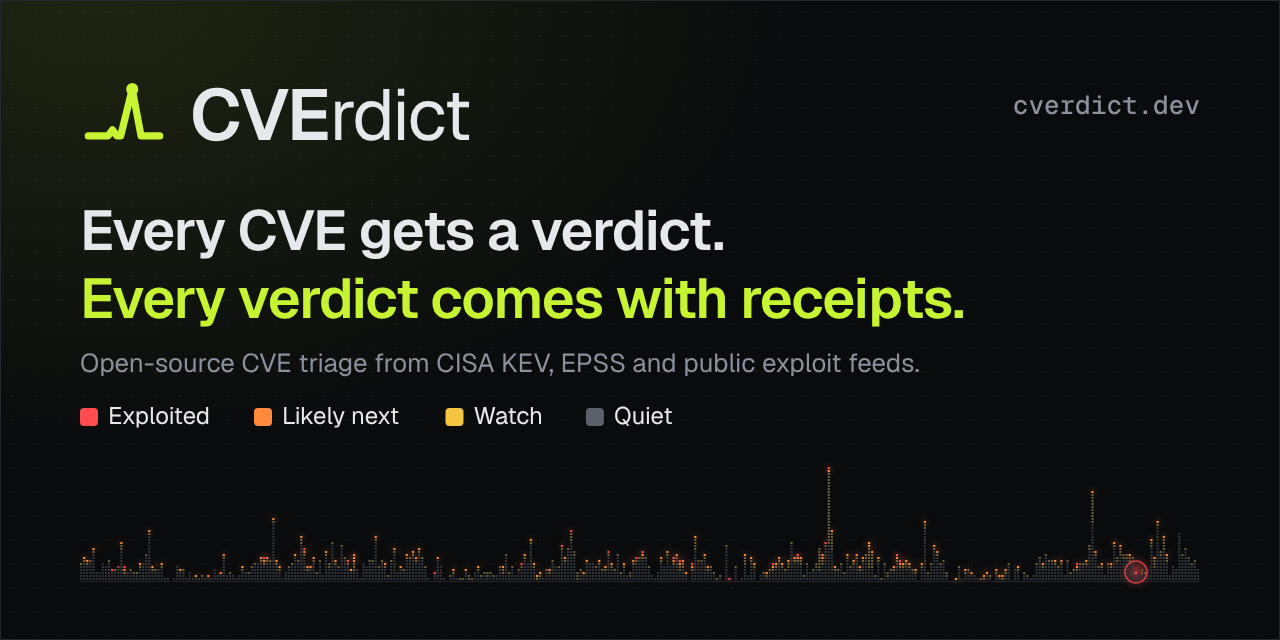 CVErdict
cverdict.dev
Every CVE gets a verdict.
Every verdict comes with receipts.
Open-source CVE triage from CISA KEV, EPSS and public exploit feeds.
Exploited Likely next Watch Quiet